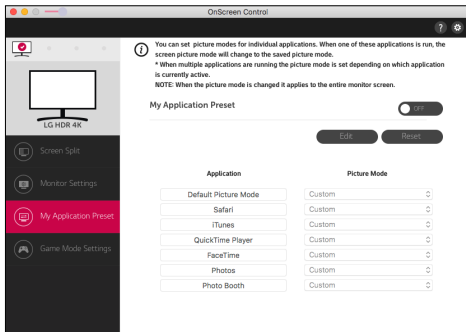 OnScreen Control
?
You can set picture modes for individual applications. When one of these applications is run, the
screen picture mode will change to the saved picture mode.
* When multiple applications are running the picture mode is set depending on which application
is currently active.
NOTE: When the picture mode is changed it applies to the entire monitor screen.
LG HDR 4K
Screen Split
Monitor Settings
My Application Preset
Game Mode Settings
My Application Preset
OFF
Edit
Reset
Application Picture Mode
Default Picture Mode Custom
Safari Custom
iTunes Custom
QuickTime Player Custom
FaceTime Custom
Photos Custom
Photo Booth Custom